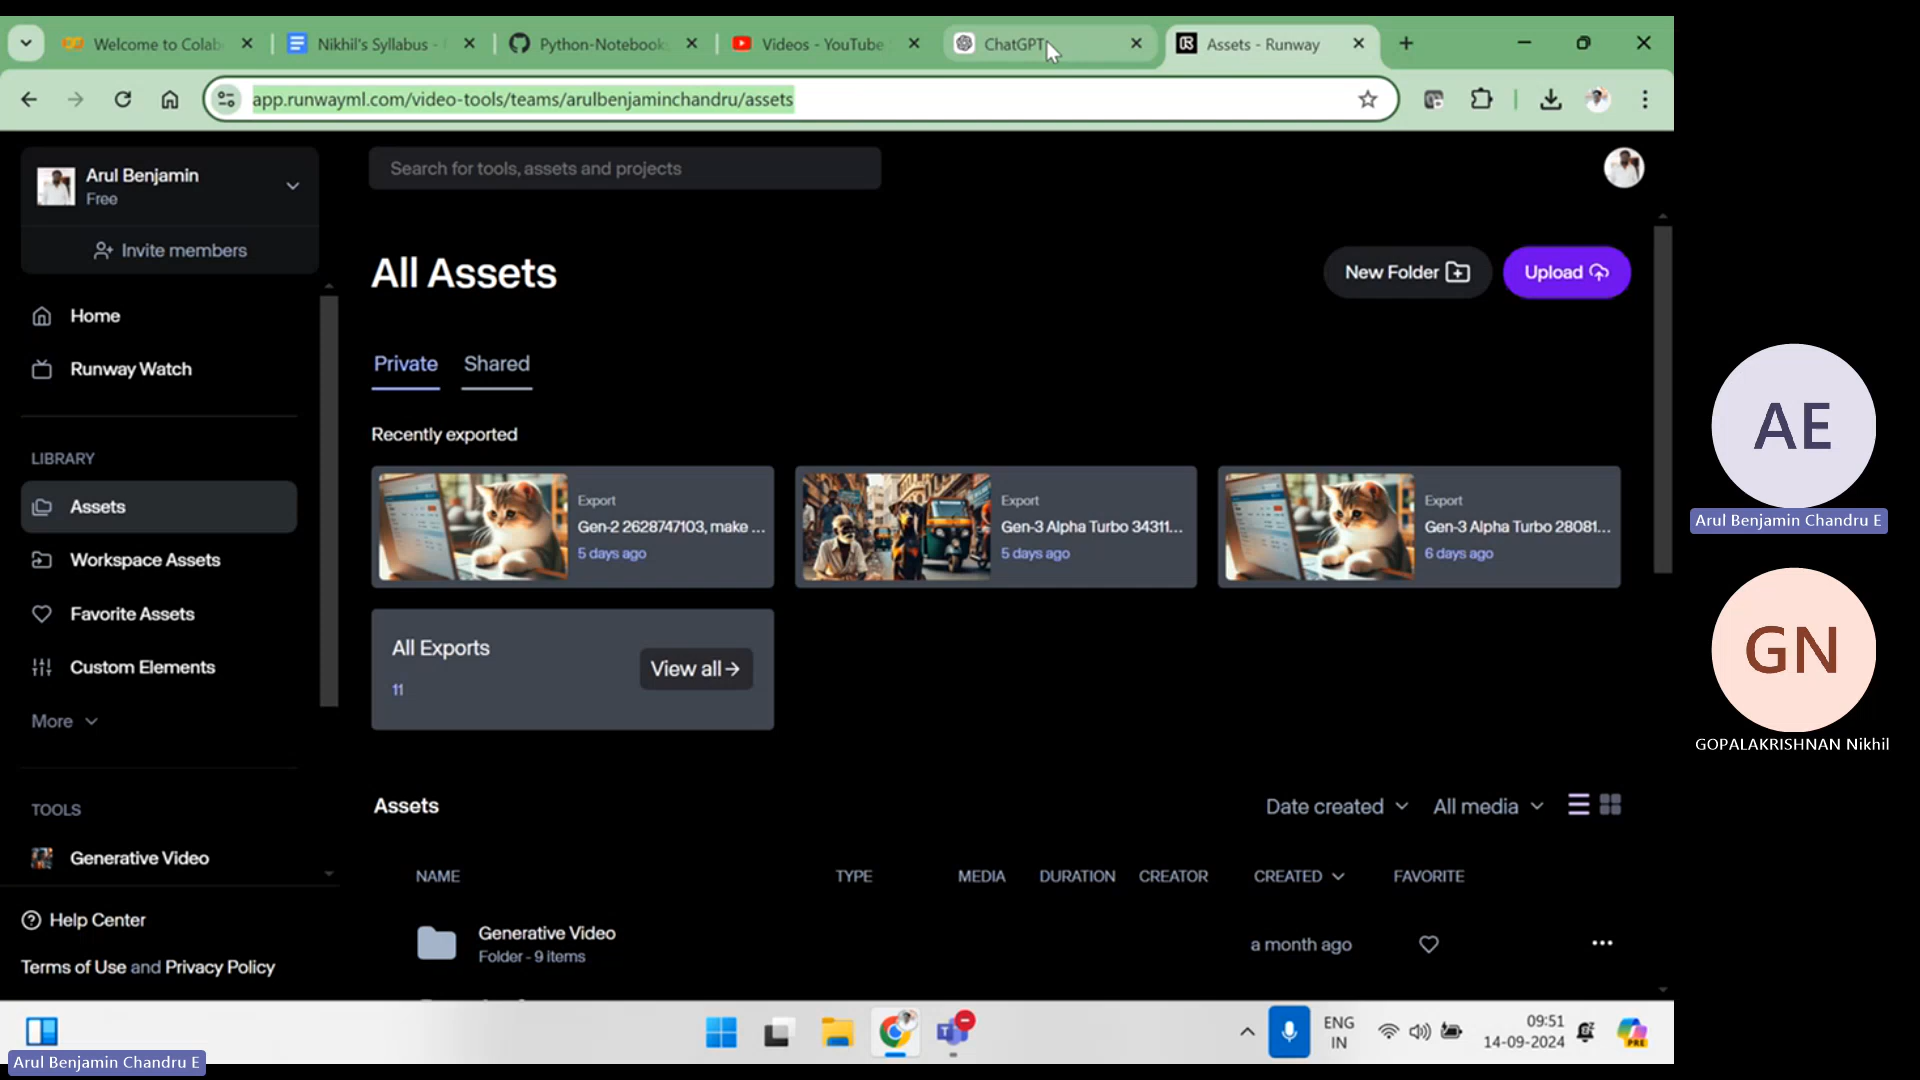 Welcome to Colab
Nikhil's Syllabus -
Python-Notebook
Videos - YouTube
ChatGPT
Assets - Runway
app.runwayml.com/video-tools/teams/arulbenjaminchandru/assets
Arul Benjamin
Free
Search for tools, assets and projects
Invite members
All Assets
New Folder
Upload
Home
Runway Watch
Private
Shared
Recently exported
LIBRARY
Assets
Workspace Assets
Favorite Assets
Custom Elements
More
Export
Gen-2 2628747103, make ...
5 days ago
Export
Gen-3 Alpha Turbo 34311...
5 days ago
Export
Gen-3 Alpha Turbo 28081...
6 days ago
All Exports
11
View all
TOOLS
Generative Video
Assets
Date created
All media
NAME
TYPE
MEDIA
DURATION
CREATOR
CREATED
FAVORITE
Generative Video
Folder - 9 items
a month ago
Help Center
Terms of Use and Privacy Policy
AE
Arul Benjamin Chandru E
GN
GOPALAKRISHNAN Nikhil
ENG
IN
09:51
14-09-2024
PRE
Arul Benjamin Chandru E